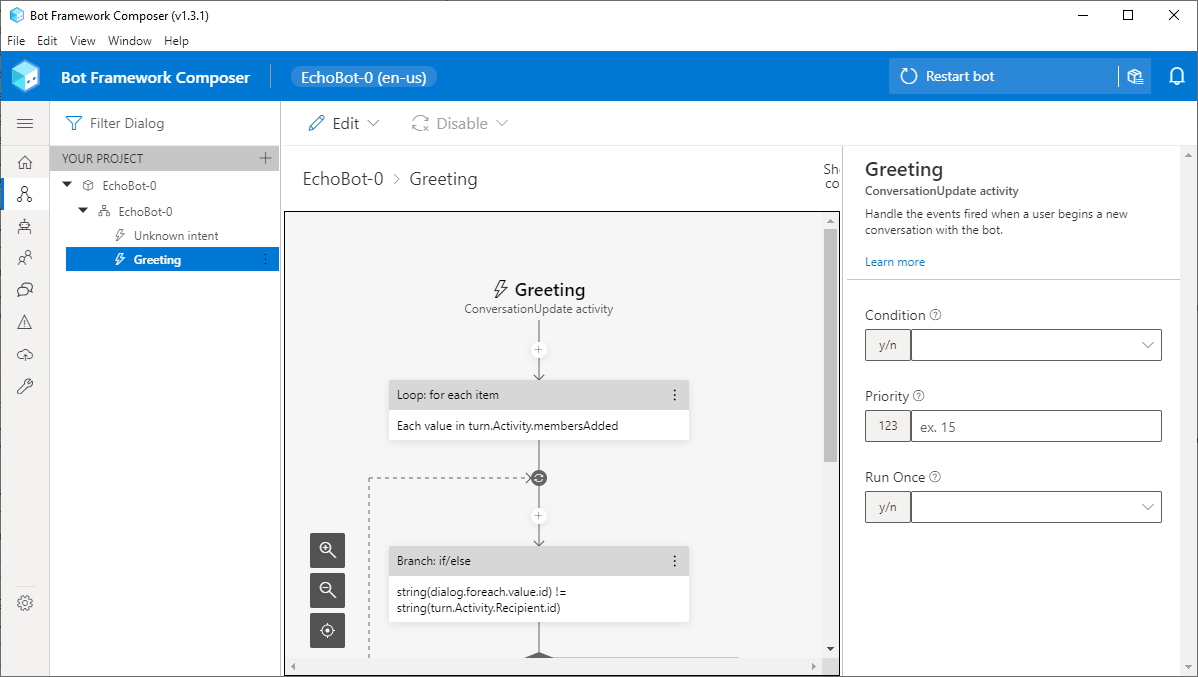 Bot Framework Composer (v1.3.1)
File Edit View Window Help
Bot Framework Composer
EchoBot-0 (en-us)
Restart bot
Filter Dialog
YOUR PROJECT
EchoBot-0
EchoBot-0
Unknown intent
Greeting
Edit
Disable
EchoBot-0 > Greeting
Sh
co
Greeting
ConversationUpdate activity
Loop: for each item
Each value in turn.Activity.membersAdded
Branch: if/else
string(dialog.foreach.value.id) !=
string(turn.Activity.Recipient.id)
Greeting
ConversationUpdate activity
Handle the events fired when a user begins a new
conversation with the bot.
Learn more
Condition
y/n
Priority
123 ex. 15
Run Once
y/n